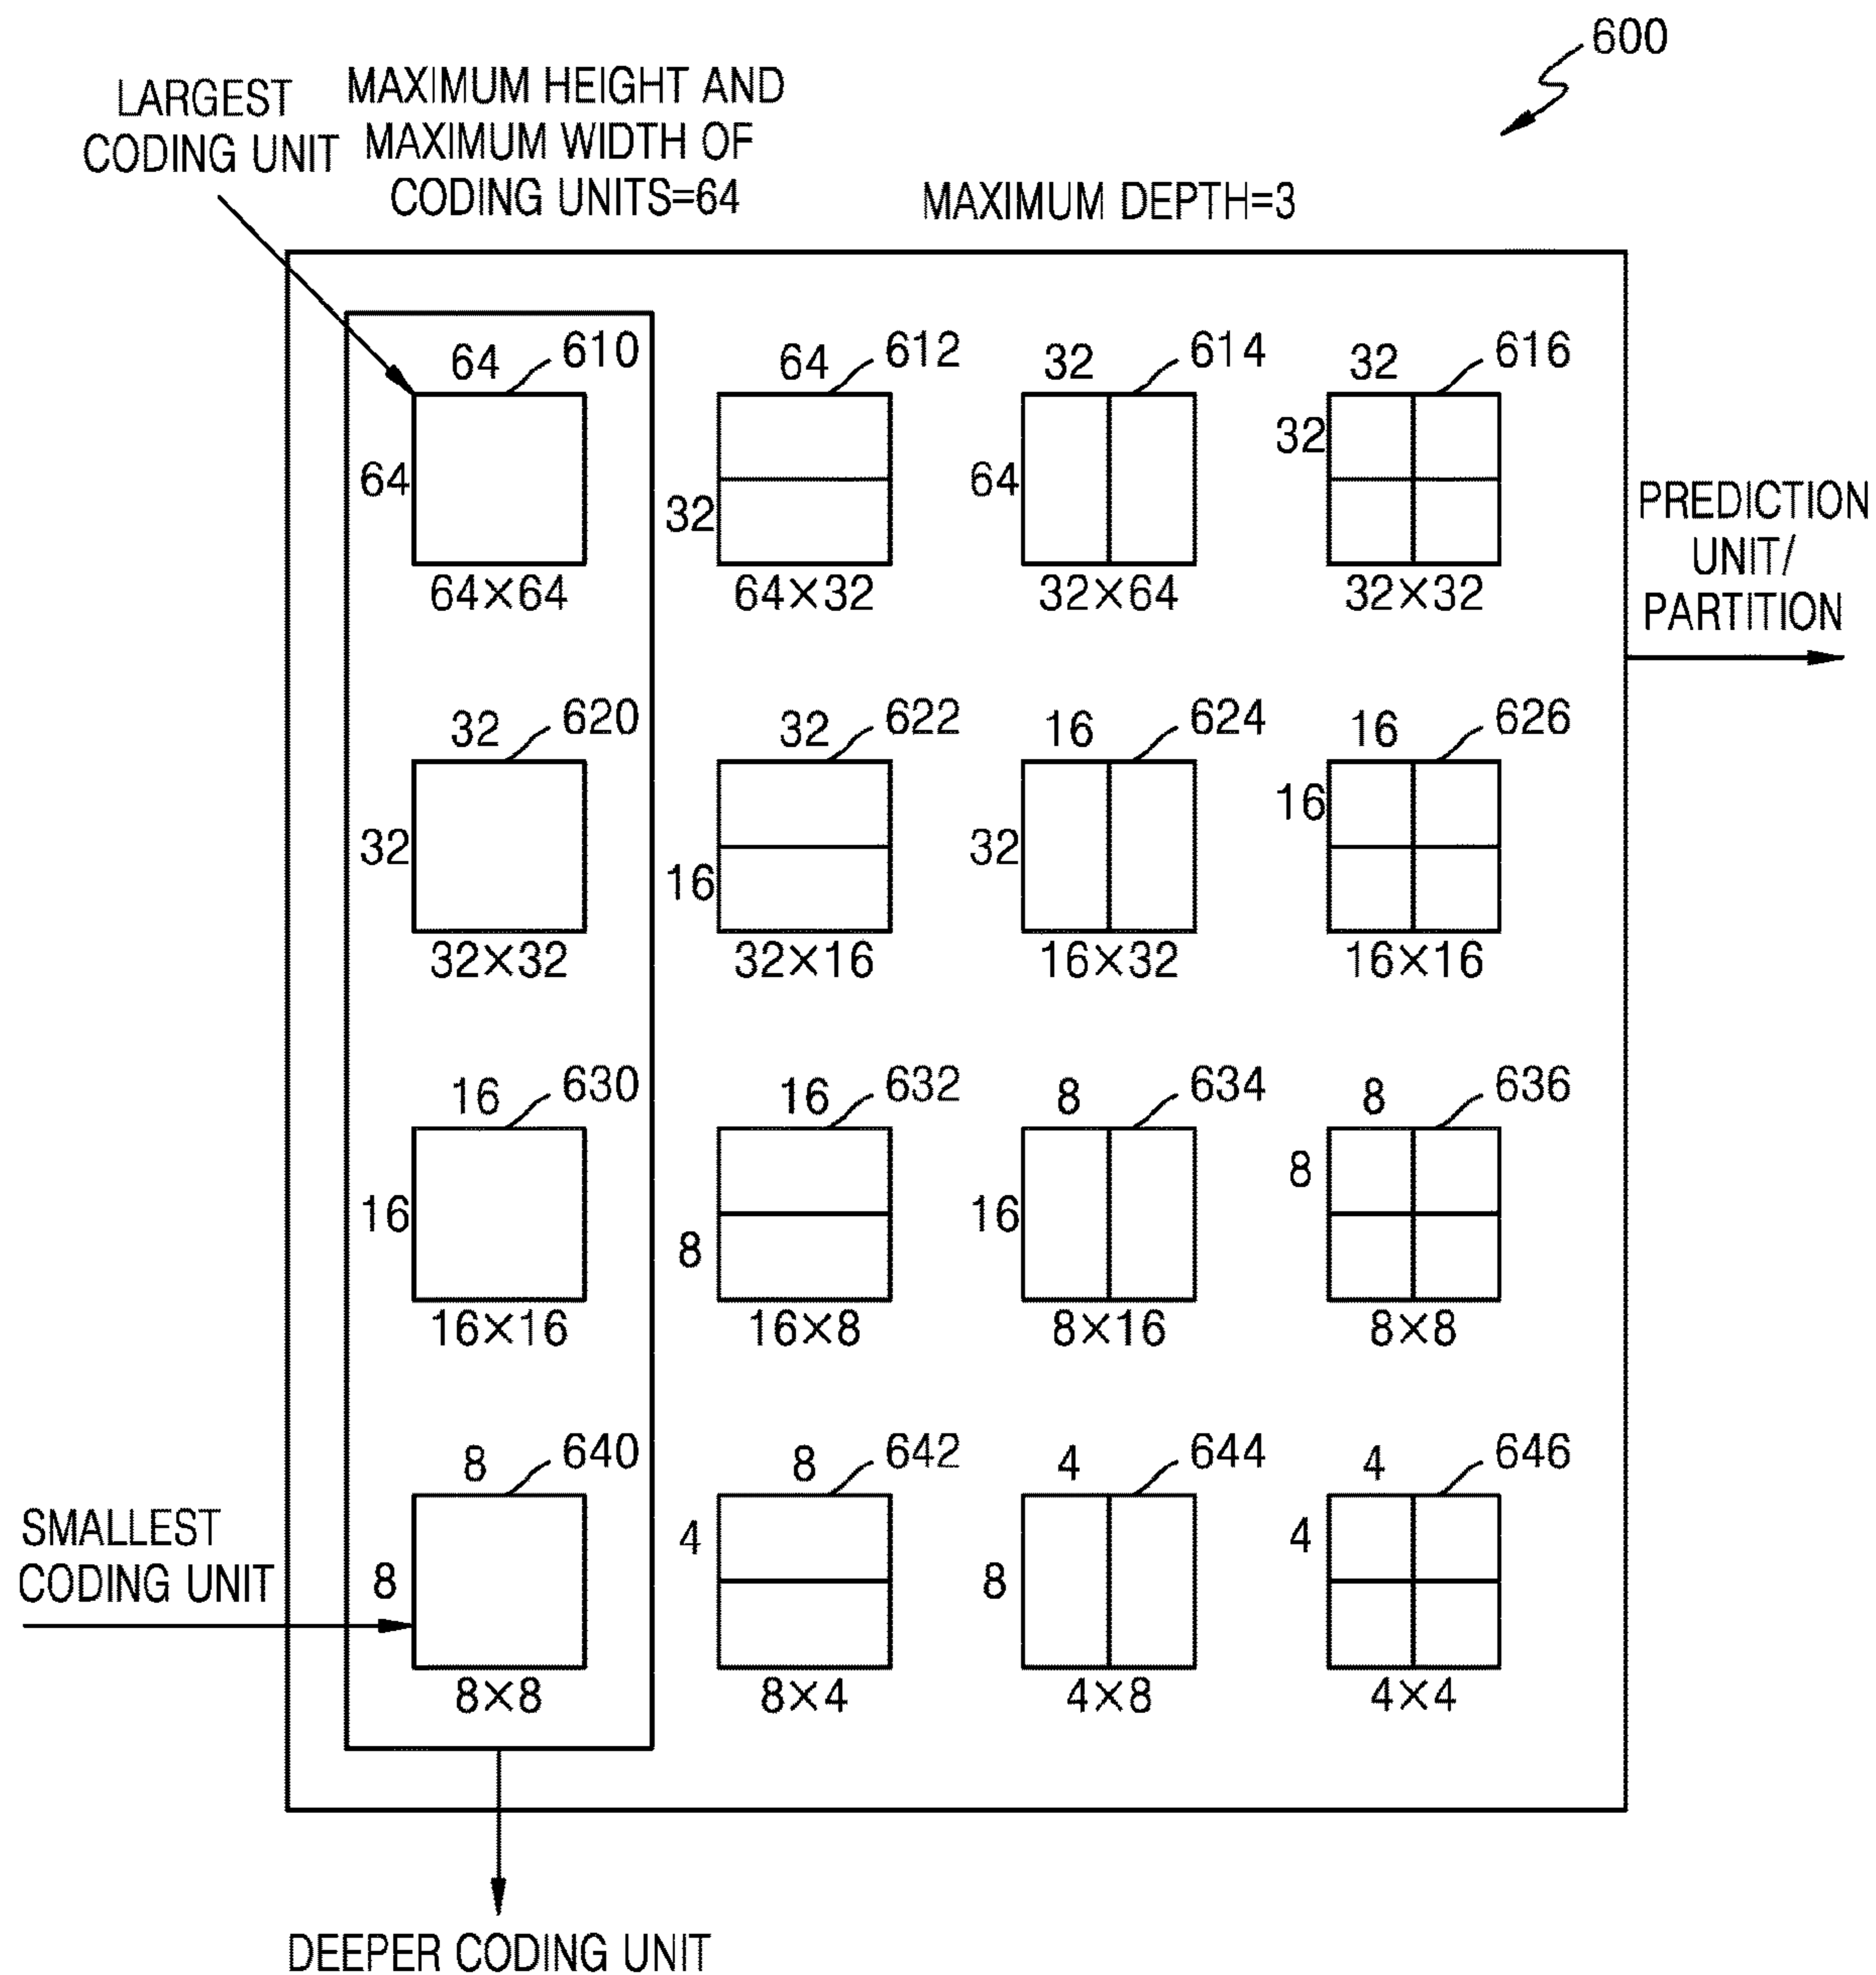 600
LARGEST
CODING UNIT
MAXIMUM HEIGHT AND
MAXIMUM WIDTH OF
CODING UNITS=64
MAXIMUM DEPTH=3
64 610 64 612 32 614 32 616
64 32 64 32
64×64 64×32 32×64 32×32
PREDICTION
UNIT/
PARTITION
32 620 32 622 16 624 16 626
32 16 32 16
32×32 32×16 16×32 16×16
16 630 16 632 8 634 8 636
16 8 16 8
16×16 16×8 8×16 8×8
8 640 8 642 4 644 4 646
SMALLEST
CODING UNIT
8 4 8 4
8×8 8×4 4×8 4×4
DEEPER CODING UNIT